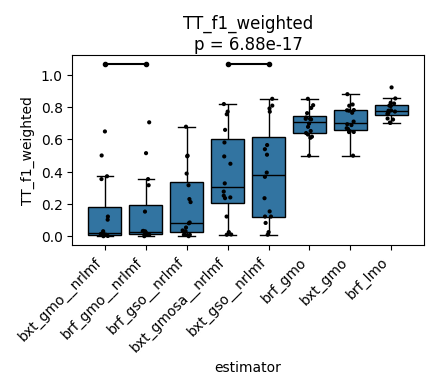 TT_f1_weighted
p = 6.88e-17
TT_f1_weighted
1.0
0.8
0.6
0.4
0.2
0.0
bxt_gmo__nrlmf
brf_gmo__nrlmf
brf_gso__nrlmf
bxt_gmosa__nrlmf
bxt_gso__nrlmf
brf_gmo
bxt_gmo
brf_lmo
estimator